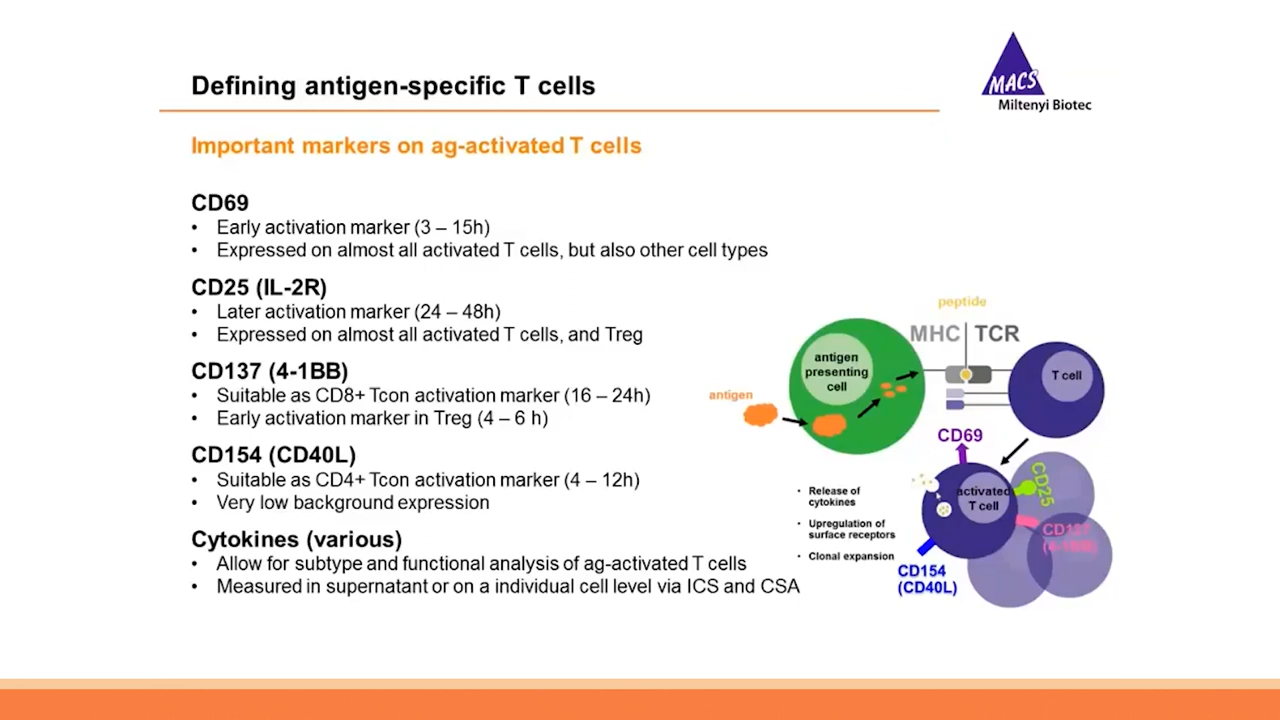 Defining antigen-specific T cells
MACS
Miltenyi Biotec
Important markers on ag-activated T cells
CD69
• Early activation marker (3 – 15h)
• Expressed on almost all activated T cells, but also other cell types
CD25 (IL-2R)
• Later activation marker (24 – 48h)
• Expressed on almost all activated T cells, and Treg
CD137 (4-1BB)
• Suitable as CD8+ Tcon activation marker (16 – 24h)
• Early activation marker in Treg (4 – 6 h)
CD154 (CD40L)
• Suitable as CD4+ Tcon activation marker (4 – 12h)
• Very low background expression
Cytokines (various)
• Allow for subtype and functional analysis of ag-activated T cells
• Measured in supernatant or on a individual cell level via ICS and CSA
peptide
MHC TCR
antigen
presenting
cell
T cell
antigen
CD69
activated
T cell
CD25
CD137
(4-1BB)
CD154
(CD40L)
• Release of
cytokines
• Upregulation of
surface receptors
• Clonal expansion